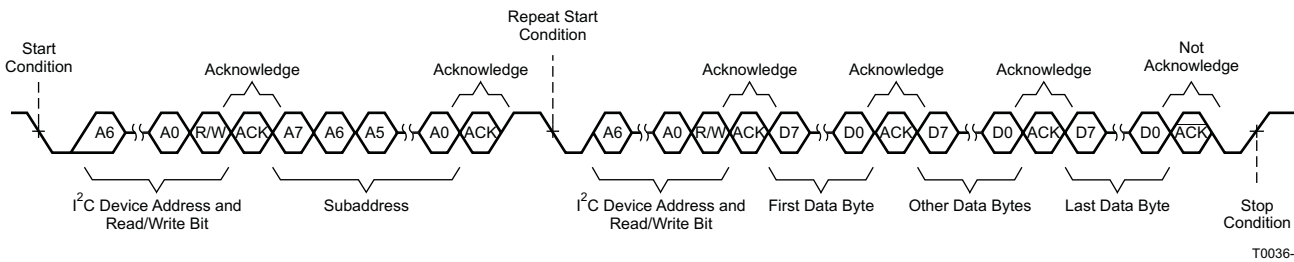 Repeat Start
Condition
Start
Condition
Not
Acknowledge
Acknowledge
Acknowledge
Acknowledge
Acknowledge
Acknowledge
A6 A0 R/W ACK A7 A6 A5 A0 ACK A6 A0 R/W ACK D7 D0 ACK D7 D0 ACK D7 D0 ACK
I²C Device Address and
Read/Write Bit
Subaddress
I²C Device Address and
Read/Write Bit
First Data Byte
Other Data Bytes
Last Data Byte
Stop
Condition
T0036-